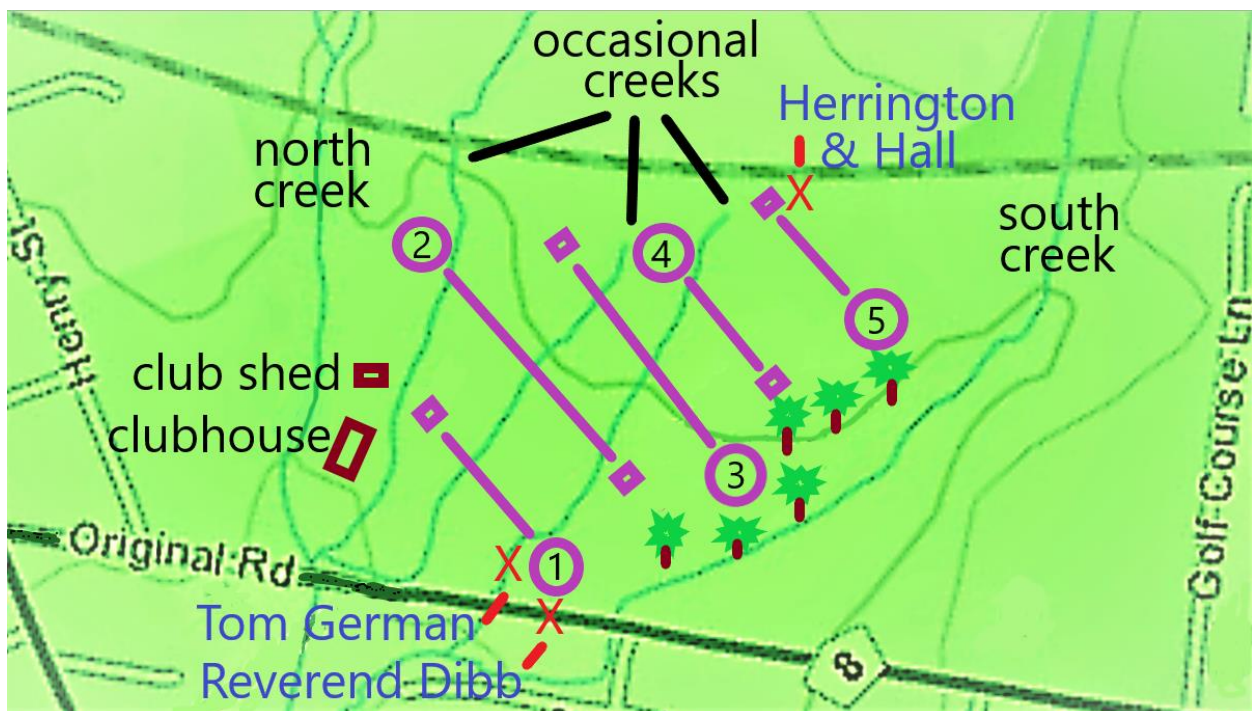 occasional
creeks
Herrington
& Hall
north
creek
south
creek
2
4
5
Henry St
club shed
clubhouse
3
1
Original Rd
Golf Course Ln
X
X
X
Tom German
Reverend Dibb
8